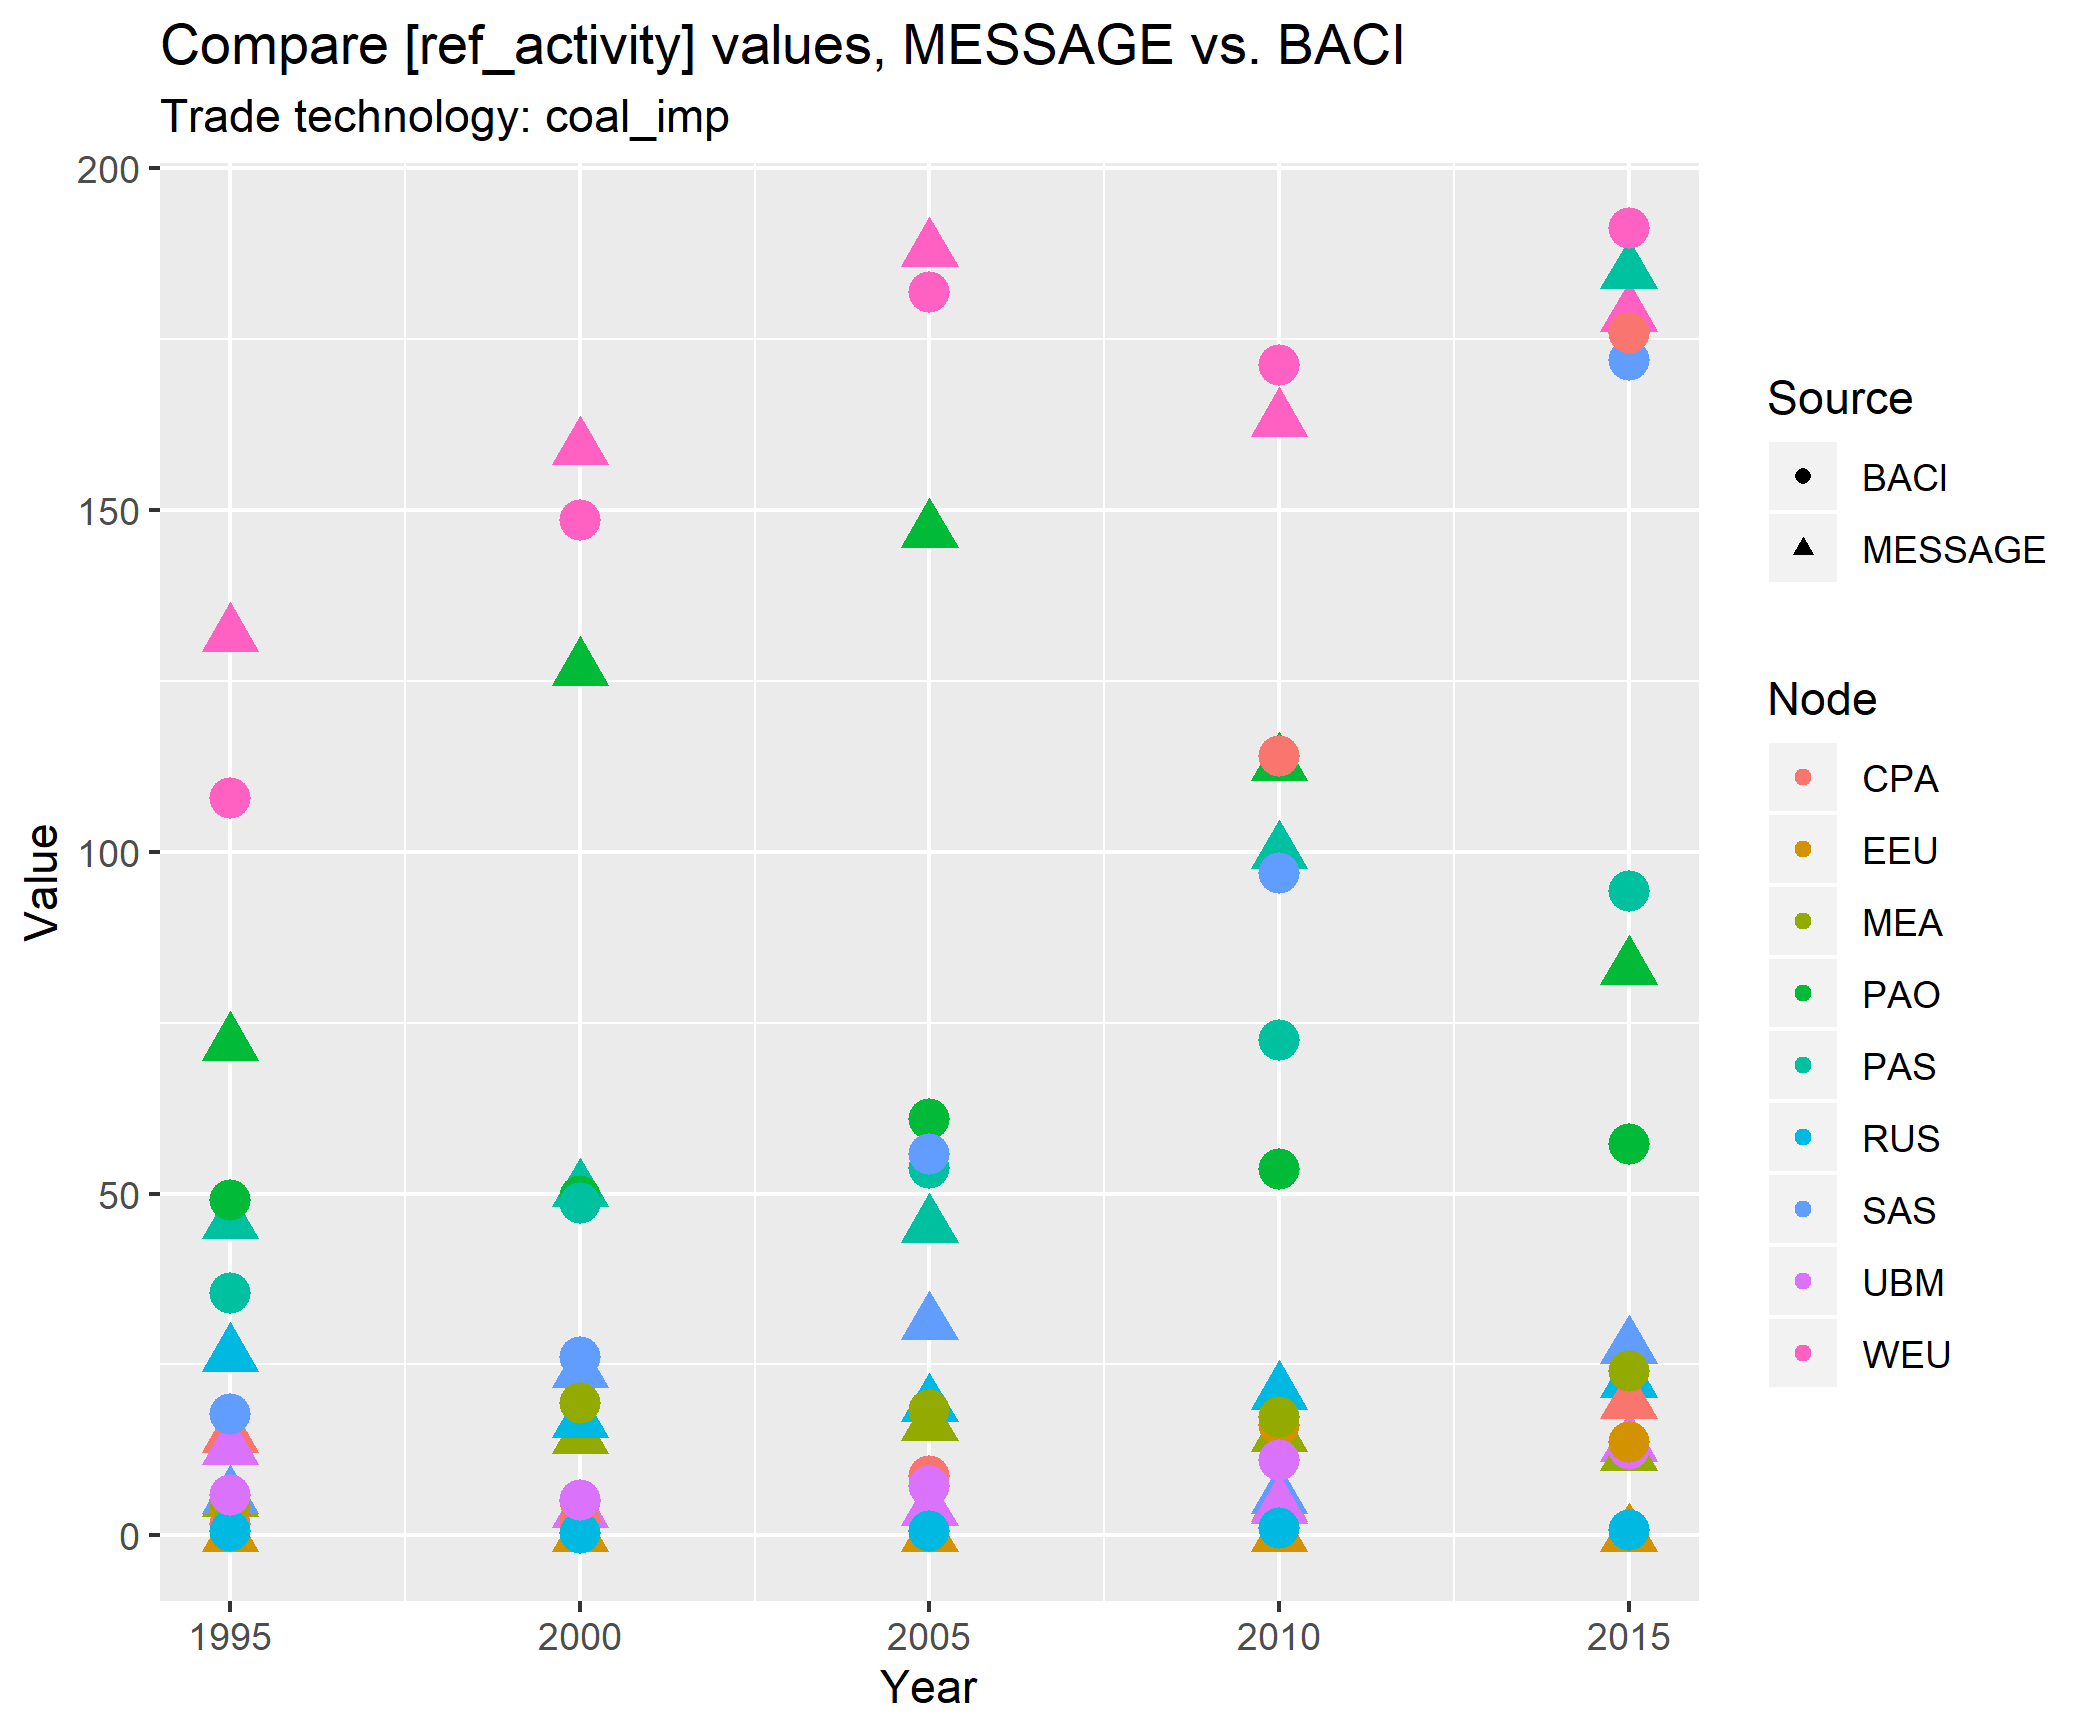 Compare [ref_activity] values, MESSAGE vs. BACI
Trade technology: coal_imp
200
150
100
50
0
Value
1995
2000
2005
2010
2015
Year
Source
BACI
MESSAGE
Node
CPA
EEU
MEA
PAO
PAS
RUS
SAS
UBM
WEU